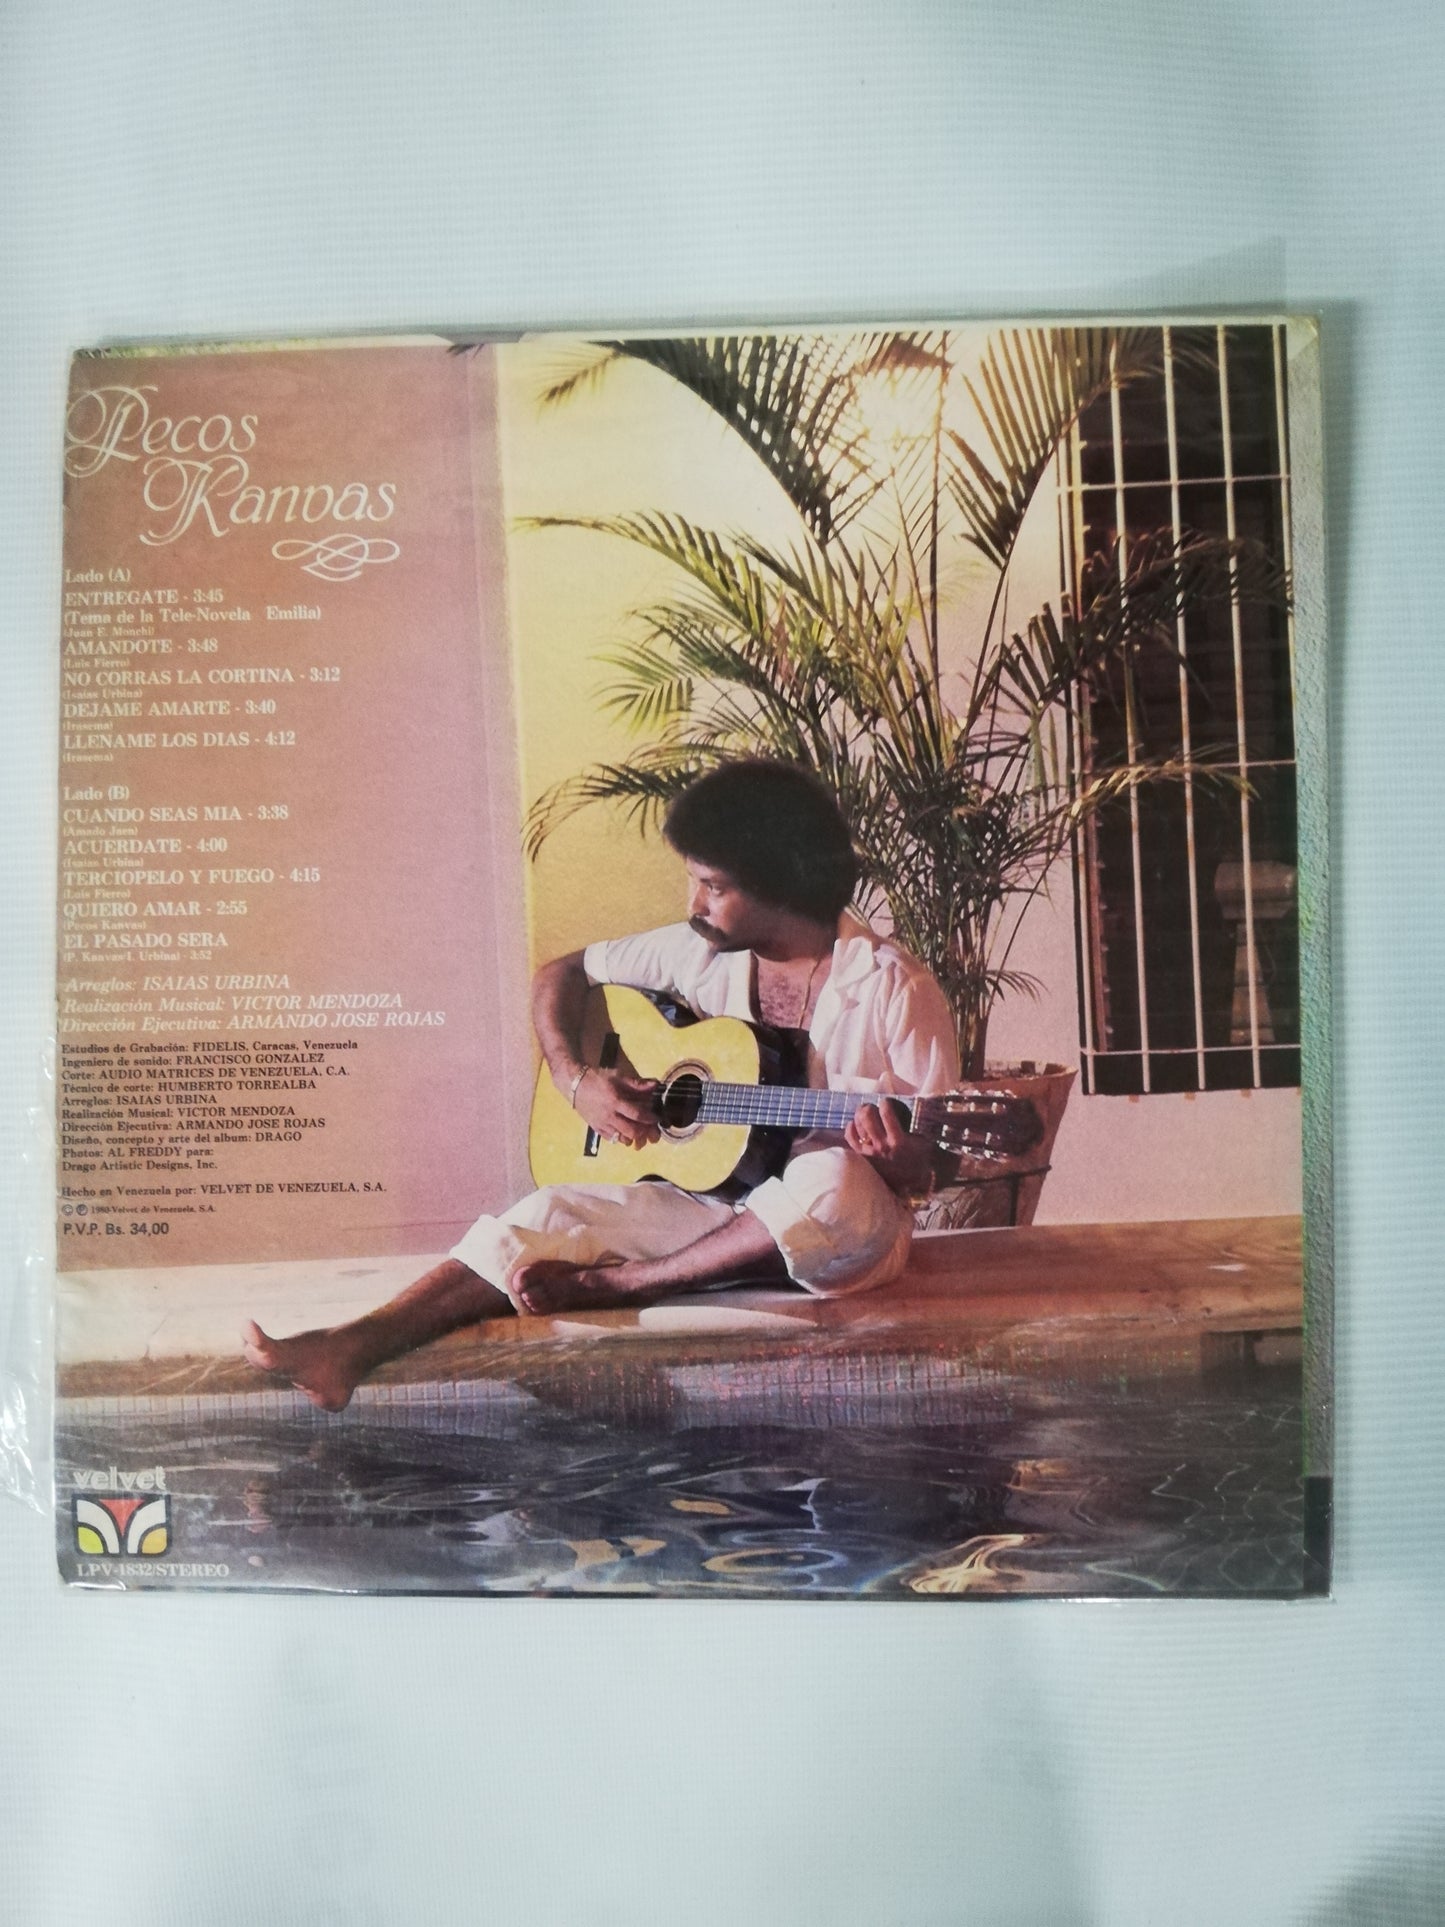 Pecos
Kanvas
Lado (A)
ENTREGATE - 3:45
(Tema de la Tele-Novela Emilia)
(Juan E. Monchi)
AMANDOTE - 3:48
(Luis Fierro)
NO CORRAS LA CORTINA - 3:12
(Isaias Urbina)
DEJAME AMARTE - 3:40
(Irasema)
LLENAME LOS DIAS - 4:12
(Irasema)
Lado (B)
CUANDO SEAS MIA - 3:38
(Amado Jaen)
ACUERDATE - 4:00
(Isaias Urbina)
TERCIOPELO Y FUEGO - 4:15
(Luis Fierro)
QUIERO AMAR - 2:55
(Pecos Kanvas)
EL PASADO SERA
(P. Kanvas/I. Urbina) - 3:52
Arreglos: ISAIAS URBINA
Realización Musical: VICTOR MENDOZA
Dirección Ejecutiva: ARMANDO JOSE ROJAS
Estudios de Grabación: FIDELIS, Caracas, Venezuela
Ingeniero de sonido: FRANCISCO GONZALEZ
Corte: AUDIO MATRICES DE VENEZUELA, C.A.
Técnico de corte: HUMBERTO TORREALBA
Arreglos: ISAIAS URBINA
Realización Musical: VICTOR MENDOZA
Dirección Ejecutiva: ARMANDO JOSE ROJAS
Diseño, concepto y arte del album: DRAGO
Photos: AL FREDDY para:
Drago Artistic Designs, Inc.
Hecho en Venezuela por: VELVET DE VENEZUELA, S.A.
© ℗ 1980-Velvet de Venezuela, S.A.
P.V.P. Bs. 34,00
velvet
LPV-1832/STEREO